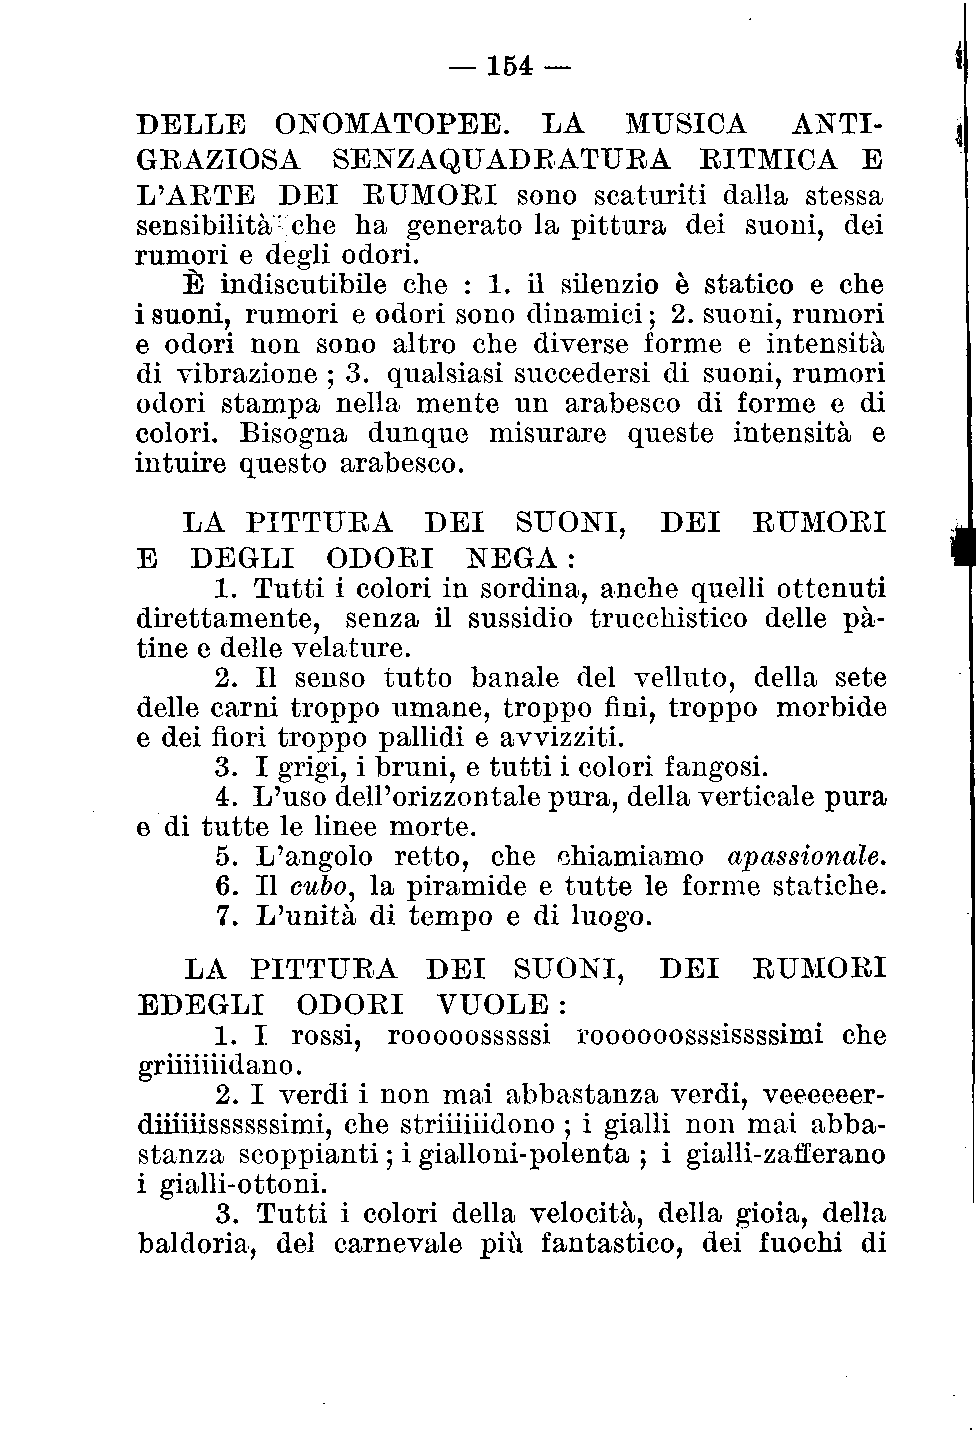 — 154 —
DELLE ONOMATOPEE. LA MUSICA ANTI-
GRAZIOSA SENZAQUADRATURA RITMICA E
L'ARTE DEI RUMORI sono scaturiti dalla stessa
sensibilità che ha generato la pittura dei suoni, dei
rumori e degli odori.
È indiscutibile che : 1. il silenzio è statico e che
i suoni, rumori e odori sono dinamici ; 2. suoni, rumori
e odori non sono altro che diverse forme e intensità
di vibrazione ; 3. qualsiasi succedersi di suoni, rumori
odori stampa nella mente un arabesco di forme e di
colori. Bisogna dunque misurare queste intensità e
intuire questo arabesco.
LA PITTURA DEI SUONI, DEI RUMORI
E DEGLI ODORI NEGA :
1. Tutti i colori in sordina, anche quelli ottenuti
direttamente, senza il sussidio trucchistico delle pà-
tine e delle velature.
2. Il senso tutto banale del velluto, della sete
delle carni troppo umane, troppo fini, troppo morbide
e dei fiori troppo pallidi e avvizziti.
3. I grigi, i bruni, e tutti i colori fangosi.
4. L'uso dell'orizzontale pura, della verticale pura
e di tutte le linee morte.
5. L'angolo retto, che chiamiamo apassionale.
6. Il cubo, la piramide e tutte le forme statiche.
7. L'unità di tempo e di luogo.
LA PITTURA DEI SUONI, DEI RUMORI
EDEGLI ODORI VUOLE :
1. I rossi, rooooosssssi roooooosssissssimi che
griiiiiiidano.
2. I verdi i non mai abbastanza verdi, veeeeeer-
diiiiiissssssimi, che striiiiiidono ; i gialli non mai abba-
stanza scoppianti ; i gialloni-polenta ; i gialli-zafferano
i gialli-ottoni.
3. Tutti i colori della velocità, della gioia, della
baldoria, del carnevale più fantastico, dei fuochi di